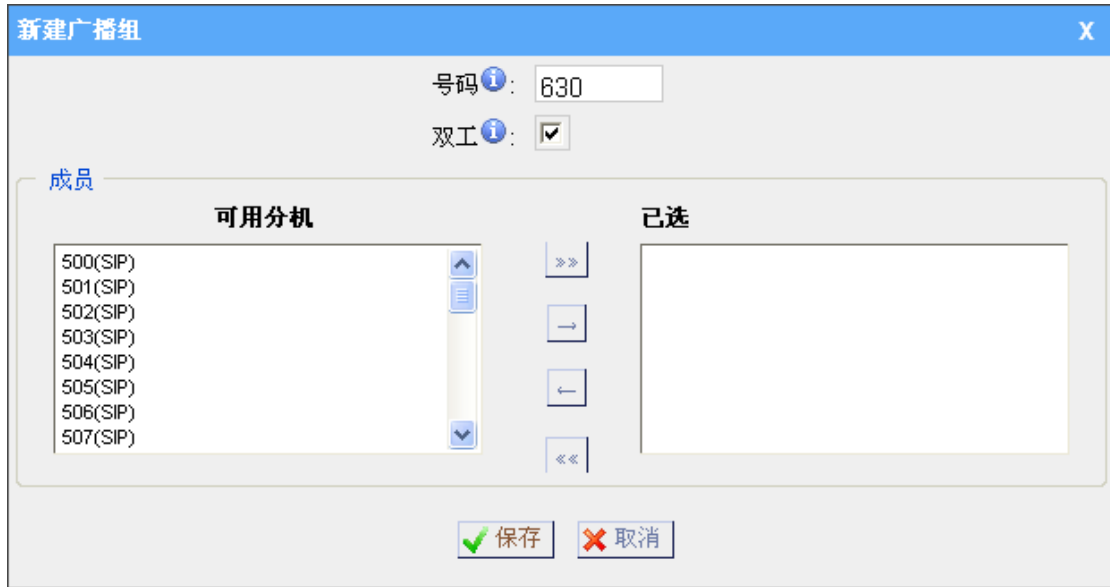 新建广播组 X
号码 : 630
双工 :
成员
可用分机 已选
500(SIP)
501(SIP)
502(SIP)
503(SIP)
504(SIP)
505(SIP)
506(SIP)
507(SIP)
»»
→
←
««
保存 取消